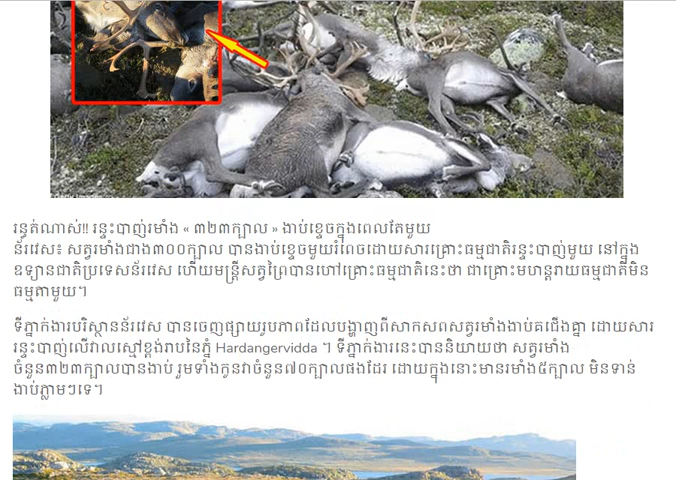 រន្ធត់ណាស់!! រន្ទះបាញ់រមាំង « ៣២៣ក្បាល » ងាប់ខ្ទេចក្នុងពេលតែមួយ
ន័រវេស៖ សត្វរមាំងជាង៣០០ក្បាល បានងាប់ខ្ទេចមួយរំពេចដោយសារគ្រោះធម្មជាតិរន្ទះបាញ់មួយ នៅក្នុង
ឧទ្យានជាតិប្រទេសន័រវេស ហើយមន្ត្រីសត្វព្រៃបានហៅគ្រោះធម្មជាតិនេះថា ជាគ្រោះមហន្តរាយធម្មជាតិមិន
ធម្មតាមួយ។
ទីភ្នាក់ងារបរិស្ថានន័រវេស បានចេញផ្សាយរូបភាពដែលបង្ហាញពីសាកសពសត្វរមាំងងាប់គរជើងគ្នា ដោយសារ
រន្ទះបាញ់លើវាលស្មៅខ្ពង់រាបនៃភ្នំ Hardangervidda ។ ទីភ្នាក់ងារនេះបាននិយាយថា សត្វរមាំង
ចំនួន៣២៣ក្បាលបានងាប់ រួមទាំងកូនវាចំនួន៧០ក្បាលផងដែរ ដោយក្នុងនោះមានរមាំង៥ក្បាល មិនទាន់
ងាប់ភ្លាមៗទេ។